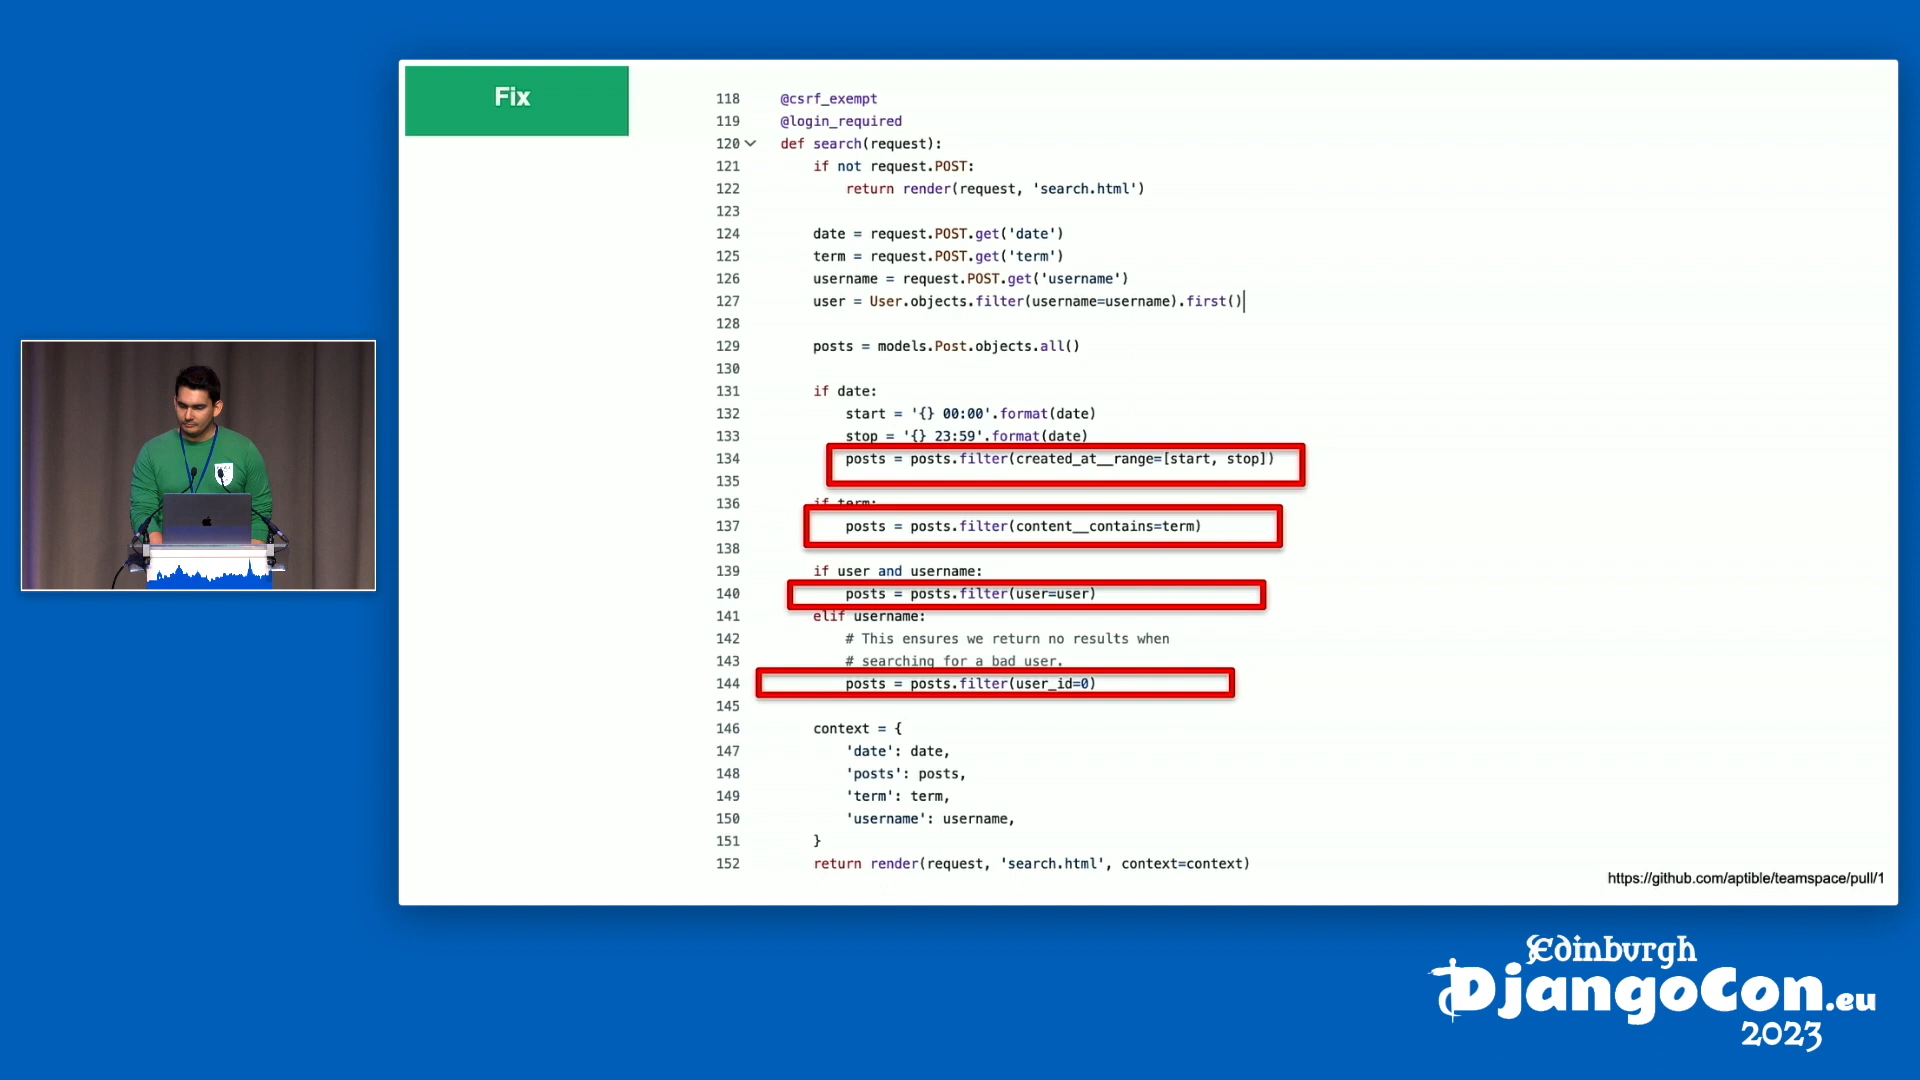 Fix
118 @csrf_exempt
119 @login_required
120 def search(request):
121 if not request.POST:
122 return render(request, 'search.html')
123
124 date = request.POST.get('date')
125 term = request.POST.get('term')
126 username = request.POST.get('username')
127 user = User.objects.filter(username=username).first()
128
129 posts = models.Post.objects.all()
130
131 if date:
132 start = '{} 00:00'.format(date)
133 stop = '{} 23:59'.format(date)
134 posts = posts.filter(created_at__range=[start, stop])
135
136 if term:
137 posts = posts.filter(content__contains=term)
138
139 if user and username:
140 posts = posts.filter(user=user)
141 elif username:
142 # This ensures we return no results when
143 # searching for a bad user.
144 posts = posts.filter(user_id=0)
145
146 context = {
147 'date': date,
148 'posts': posts,
149 'term': term,
150 'username': username,
151 }
152 return render(request, 'search.html', context=context)
https://github.com/aptible/teamspace/pull/1
Edinburgh
DjangoCon.eu
2023